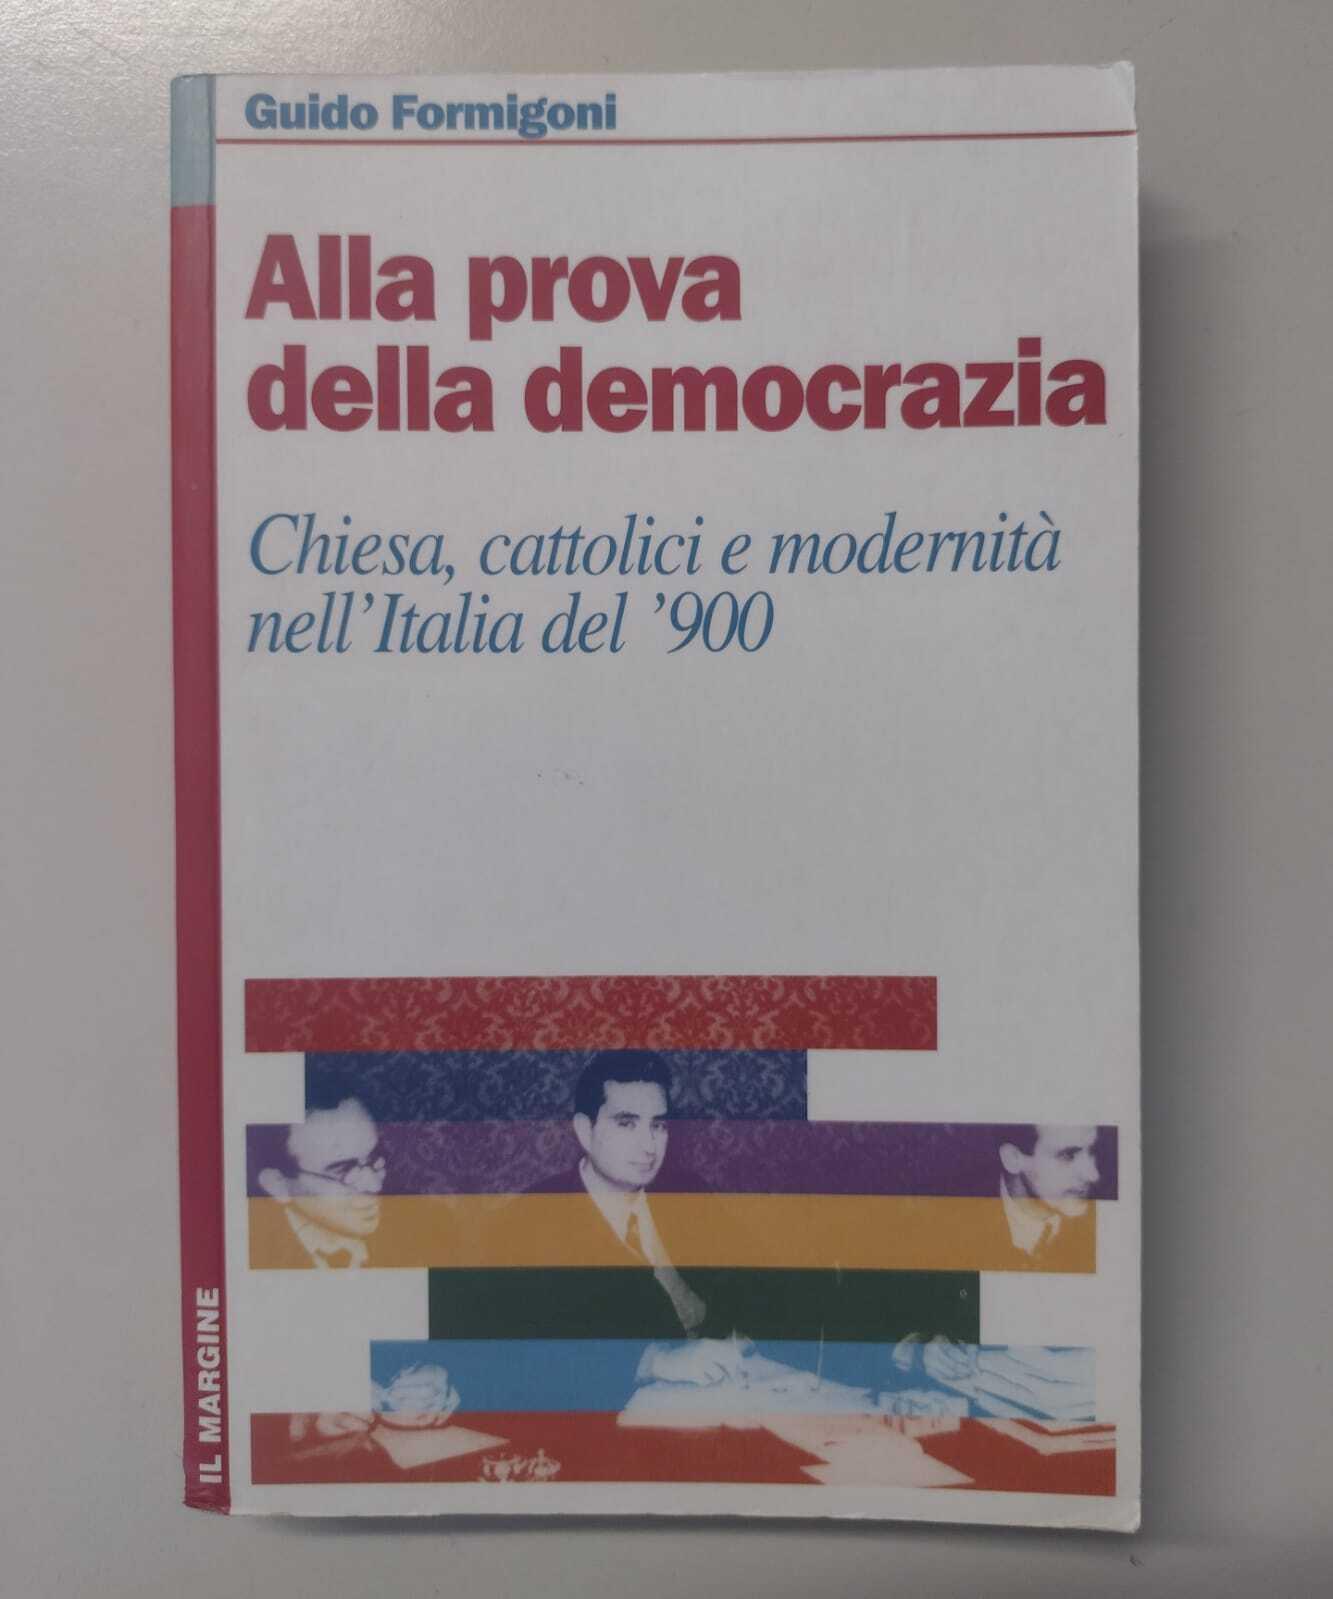 Guido Formigoni
Alla prova
della democrazia
Chiesa, cattolici e modernità
nell'Italia del '900
IL MARGINE